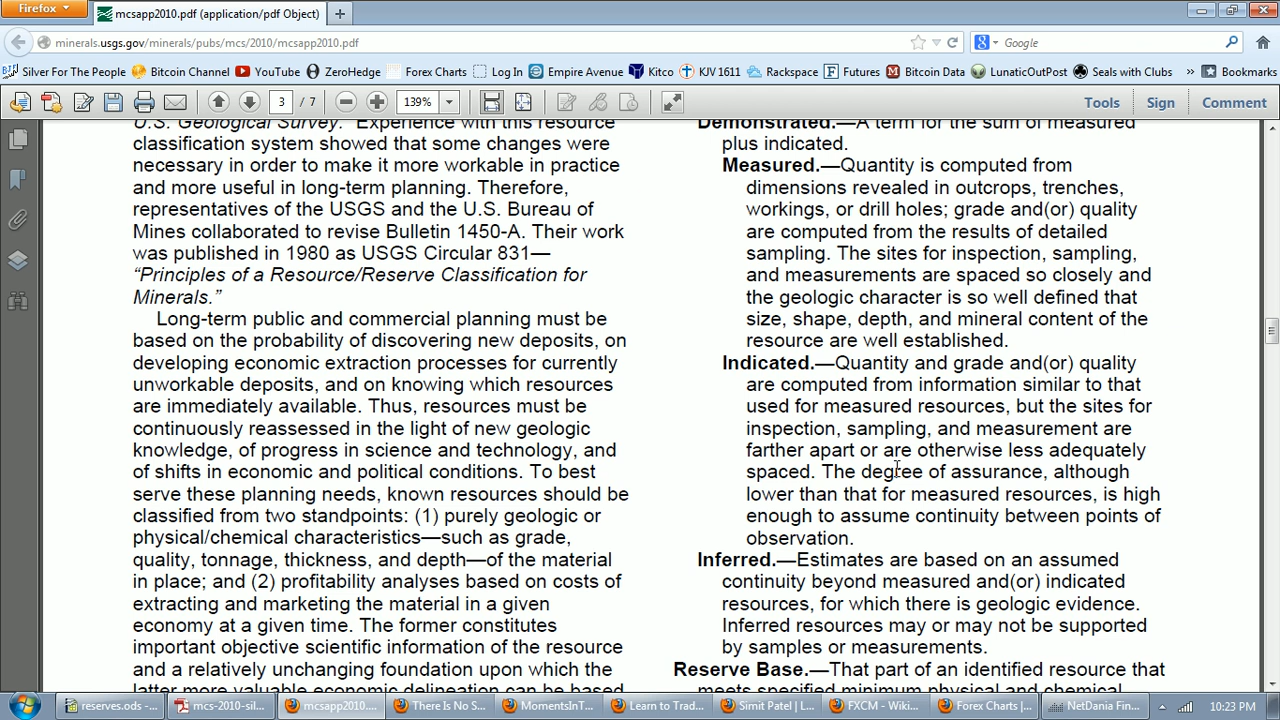 Firefox
mcsapp2010.pdf (application/pdf Object)
minerals.usgs.gov/minerals/pubs/mcs/2010/mcsapp2010.pdf
Google
Silver For The People Bitcoin Channel YouTube ZeroHedge Forex Charts Log In Empire Avenue Kitco KJV 1611 Rackspace Futures Bitcoin Data LunaticOutPost Seals with Clubs » Bookmarks
3 / 7 139% Tools Sign Comment
U.S. Geological Survey.” Experience with this resource
classification system showed that some changes were
necessary in order to make it more workable in practice
and more useful in long-term planning. Therefore,
representatives of the USGS and the U.S. Bureau of
Mines collaborated to revise Bulletin 1450-A. Their work
was published in 1980 as USGS Circular 831—
“Principles of a Resource/Reserve Classification for
Minerals.”
Long-term public and commercial planning must be
based on the probability of discovering new deposits, on
developing economic extraction processes for currently
unworkable deposits, and on knowing which resources
are immediately available. Thus, resources must be
continuously reassessed in the light of new geologic
knowledge, of progress in science and technology, and
of shifts in economic and political conditions. To best
serve these planning needs, known resources should be
classified from two standpoints: (1) purely geologic or
physical/chemical characteristics—such as grade,
quality, tonnage, thickness, and depth—of the material
in place; and (2) profitability analyses based on costs of
extracting and marketing the material in a given
economy at a given time. The former constitutes
important objective scientific information of the resource
and a relatively unchanging foundation upon which the
latter more valuable economic delineation can be based
Demonstrated.—A term for the sum of measured
plus indicated.
Measured.—Quantity is computed from
dimensions revealed in outcrops, trenches,
workings, or drill holes; grade and(or) quality
are computed from the results of detailed
sampling. The sites for inspection, sampling,
and measurements are spaced so closely and
the geologic character is so well defined that
size, shape, depth, and mineral content of the
resource are well established.
Indicated.—Quantity and grade and(or) quality
are computed from information similar to that
used for measured resources, but the sites for
inspection, sampling, and measurement are
farther apart or are otherwise less adequately
spaced. The degree of assurance, although
lower than that for measured resources, is high
enough to assume continuity between points of
observation.
Inferred.—Estimates are based on an assumed
continuity beyond measured and(or) indicated
resources, for which there is geologic evidence.
Inferred resources may or may not be supported
by samples or measurements.
Reserve Base.—That part of an identified resource that
meets specified minimum physical and chemical
reserves.ods -... mcs-2010-sil... mcsapp2010.... There Is No S... MomentsInT... Learn to Trad... Simit Patel | L... FXCM - Wiki... Forex Charts |... NetDania Fin... 10:23 PM